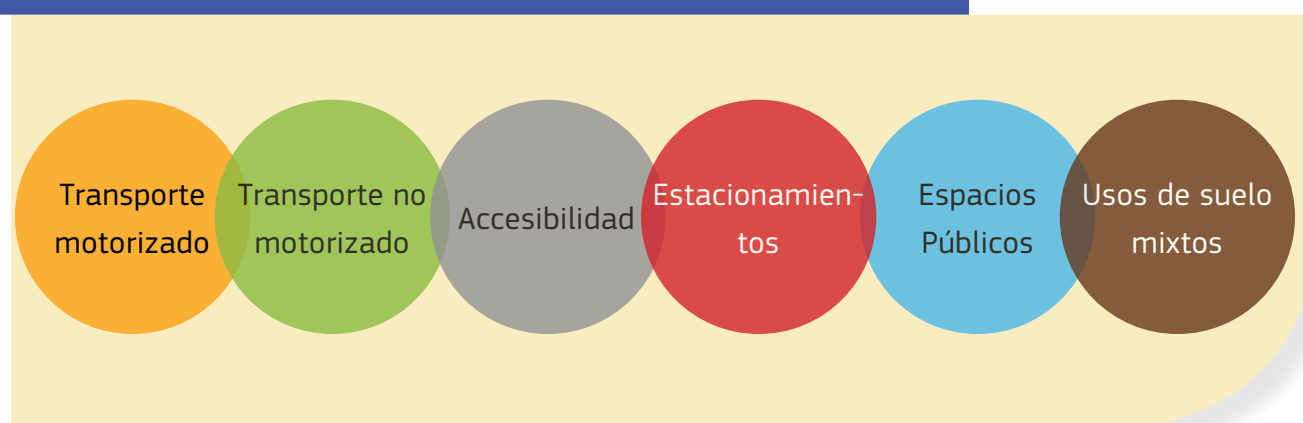 Transporte
motorizado
Transporte no
motorizado
Accesibilidad
Estacionamien-
tos
Espacios
Públicos
Usos de suelo
mixtos